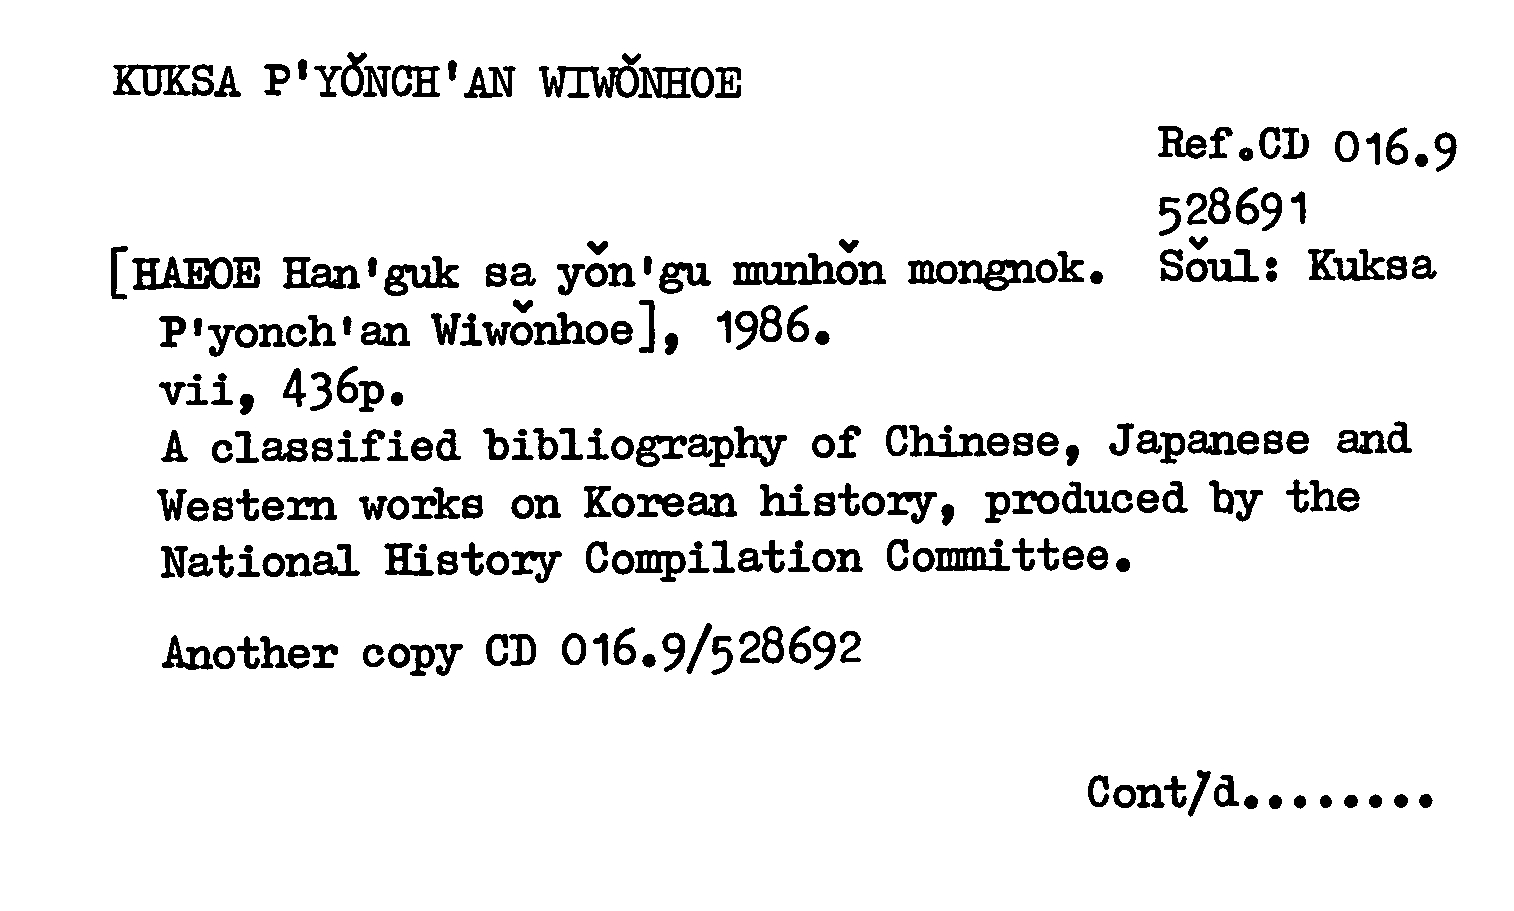 KUKSA P'YŎNCH'AN WIWŎNHOE
Ref.CD 016.9
528691
[HAEOE Han'guk sa yŏn'gu munhŏn mongnok. Sŏul: Kuksa
P'yonch'an Wiwŏnhoe], 1986.
vii, 436p.
A classified bibliography of Chinese, Japanese and
Western works on Korean history, produced by the
National History Compilation Committee.
Another copy CD 016.9/528692
Cont/d........